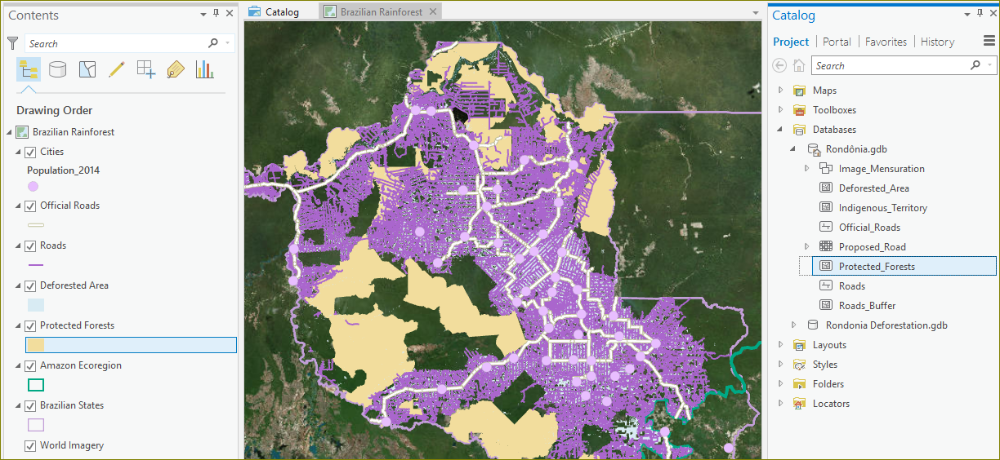 Contents
Search
Drawing Order
Brazilian Rainforest
Cities
Population_2014
Official Roads
Roads
Deforested Area
Protected Forests
Amazon Ecoregion
Brazilian States
World Imagery
Catalog
Brazilian Rainforest
Catalog
Project
Portal
Favorites
History
Search
Maps
Toolboxes
Databases
Rondônia.gdb
Image_Mensuration
Deforested_Area
Indigenous_Territory
Official_Roads
Proposed_Road
Protected_Forests
Roads
Roads_Buffer
Rondonia Deforestation.gdb
Layouts
Styles
Folders
Locators